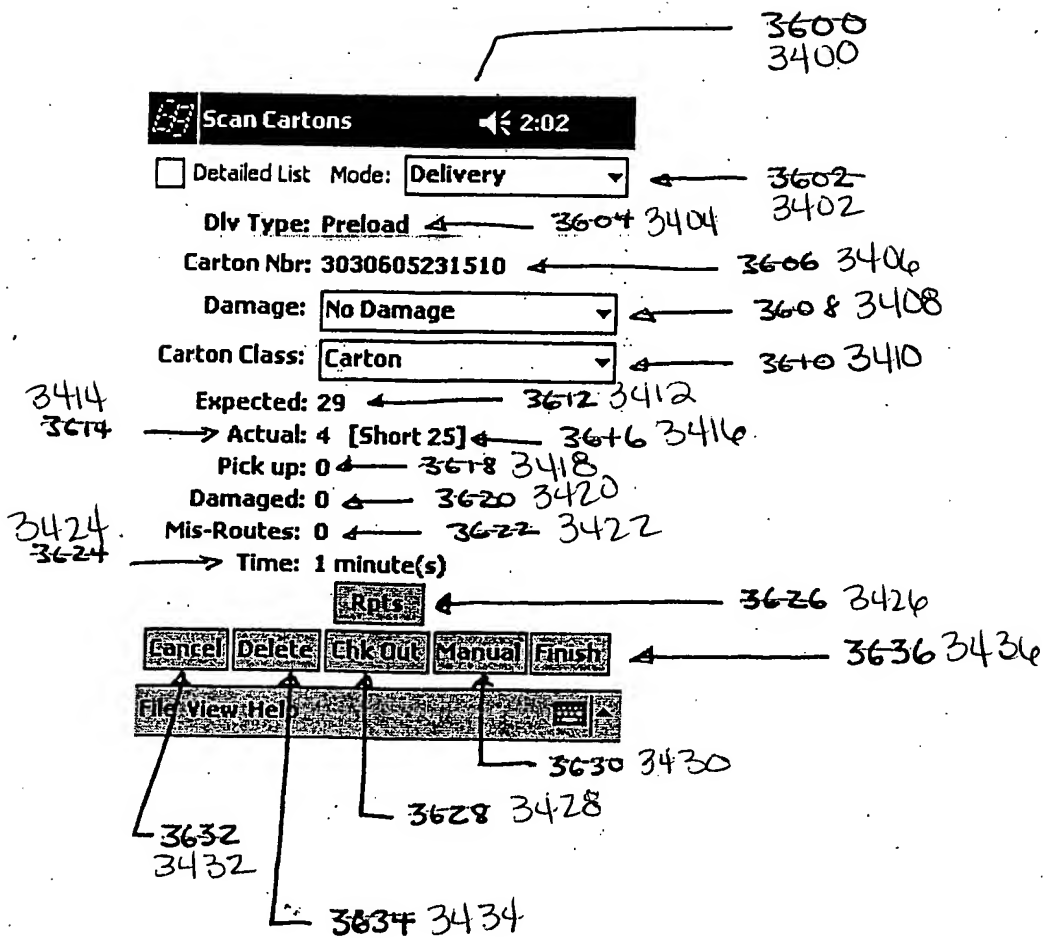 3600
3400
Scan Cartons 2:02
Detailed List Mode: Delivery 3602
3402
Dlv Type: Preload 3604 3404
Carton Nbr: 3030605231510 3606 3406
Damage: No Damage 3608 3408
Carton Class: Carton 3610 3410
3414 Expected: 29 3612 3412
3614 Actual: 4 [Short 25] 3616 3416
Pick up: 0 3618 3418
Damaged: 0 3620 3420
3424 Mis-Routes: 0 3622 3422
3624 Time: 1 minute(s)
Rpts 3626 3426
Cancel Delete Chk Out Manual Finish 3636 3436
File View Help
3630 3430
3628 3428
3632
3432
3634 3434